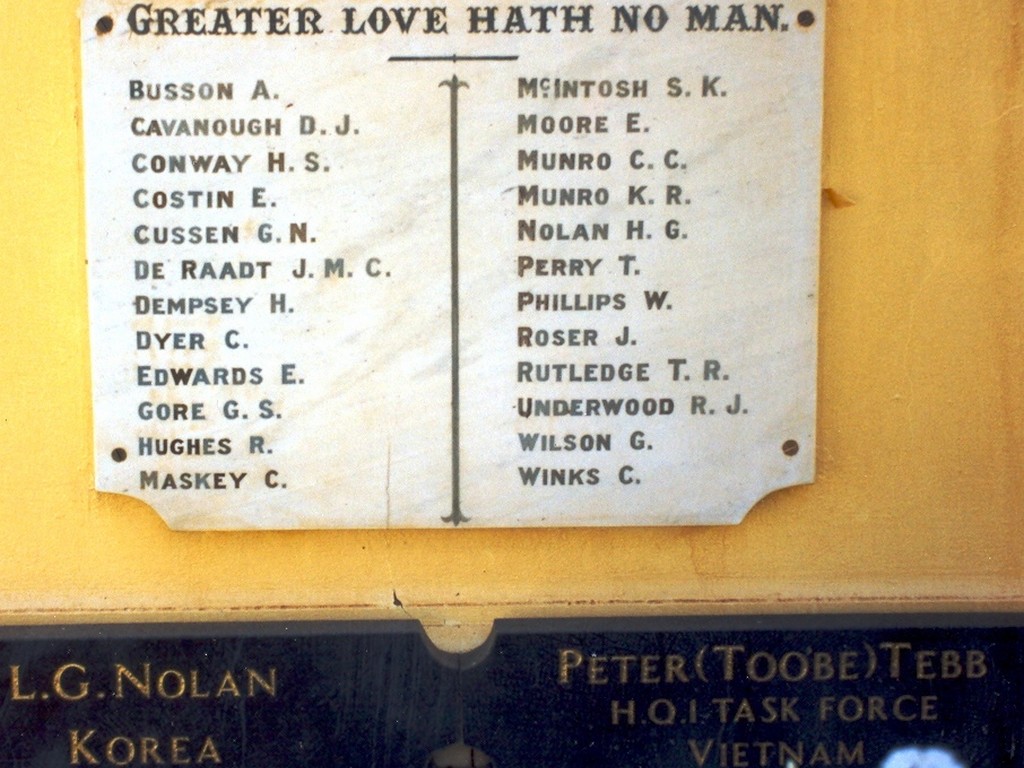 GREATER LOVE HATH NO MAN.
BUSSON A.
CAVANOUGH D. J.
CONWAY H. S.
COSTIN E.
CUSSEN G. N.
DE RAADT J. M. C.
DEMPSEY H.
DYER C.
EDWARDS E.
GORE G. S.
HUGHES R.
MASKEY C.
McINTOSH S. K.
MOORE E.
MUNRO C. C.
MUNRO K. R.
NOLAN H. G.
PERRY T.
PHILLIPS W.
ROSER J.
RUTLEDGE T. R.
UNDERWOOD R. J.
WILSON G.
WINKS C.
L.G. NOLAN
KOREA
PETER (TOOBE) TEBB
H.Q.1 TASK FORCE
VIETNAM